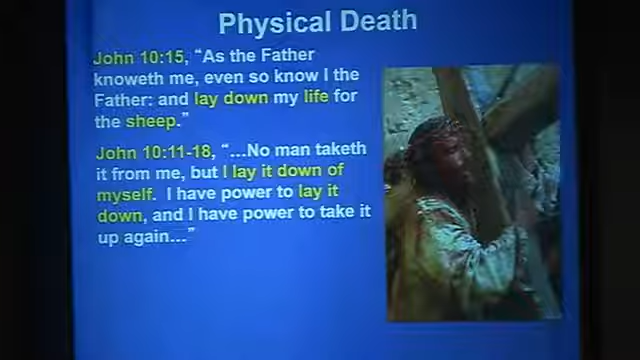 Physical Death
John 10:15, “As the Father
knoweth me, even so know I the
Father: and lay down my life for
the sheep.”
John 10:11-18, “…No man taketh
it from me, but I lay it down of
myself.  I have power to lay it
down, and I have power to take it
up again…”